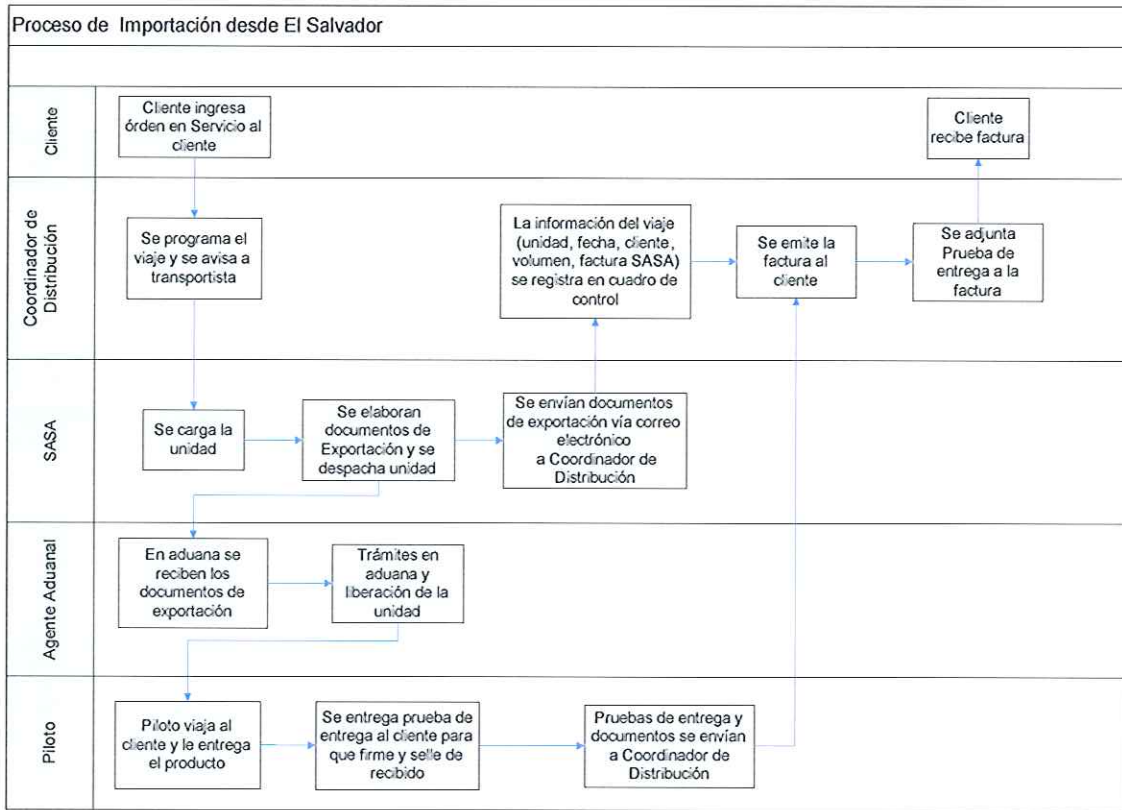 Proceso de Importación desde El Salvador
Cliente
Cliente ingresa
órden en Servicio al
cliente
Cliente
recibe factura
Coordinador de
Distribución
Se programa el
viaje y se avisa a
transportista
La información del viaje
(unidad, fecha, cliente,
volumen, factura SASA)
se registra en cuadro de
control
Se emite la
factura al
cliente
Se adjunta
Prueba de
entrega a la
factura
SASA
Se carga la
unidad
Se elaboran
documentos de
Exportación y se
despacha unidad
Se envían documentos
de exportación vía correo
electrónico
a Coordinador de
Distribución
Agente Aduanal
En aduana se
reciben los
documentos de
exportación
Trámites en
aduana y
liberación de la
unidad
Piloto
Piloto viaja al
cliente y le entrega
el producto
Se entrega prueba de
entrega al cliente para
que firme y selle de
recibido
Pruebas de entrega y
documentos se envían
a Coordinador de
Distribución